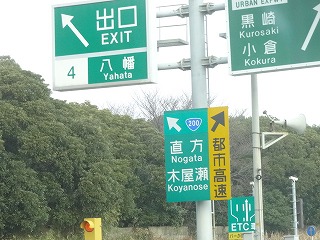 出口
EXIT
4 八幡
Yahata
URBAN EXPWY
黒崎
Kurosaki
小倉
Kokura
200
直方
Nogata
木屋瀬
Koyanose
都市高速
ETC